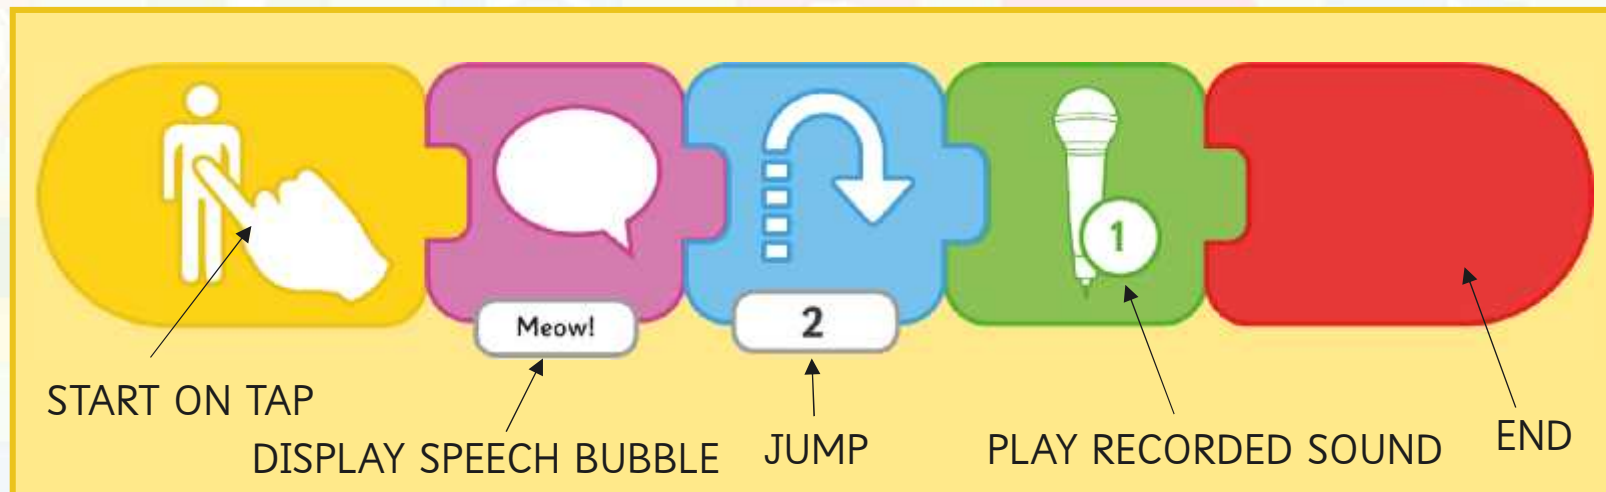 1
Meow!
2
START ON TAP
DISPLAY SPEECH BUBBLE
JUMP
PLAY RECORDED SOUND
END